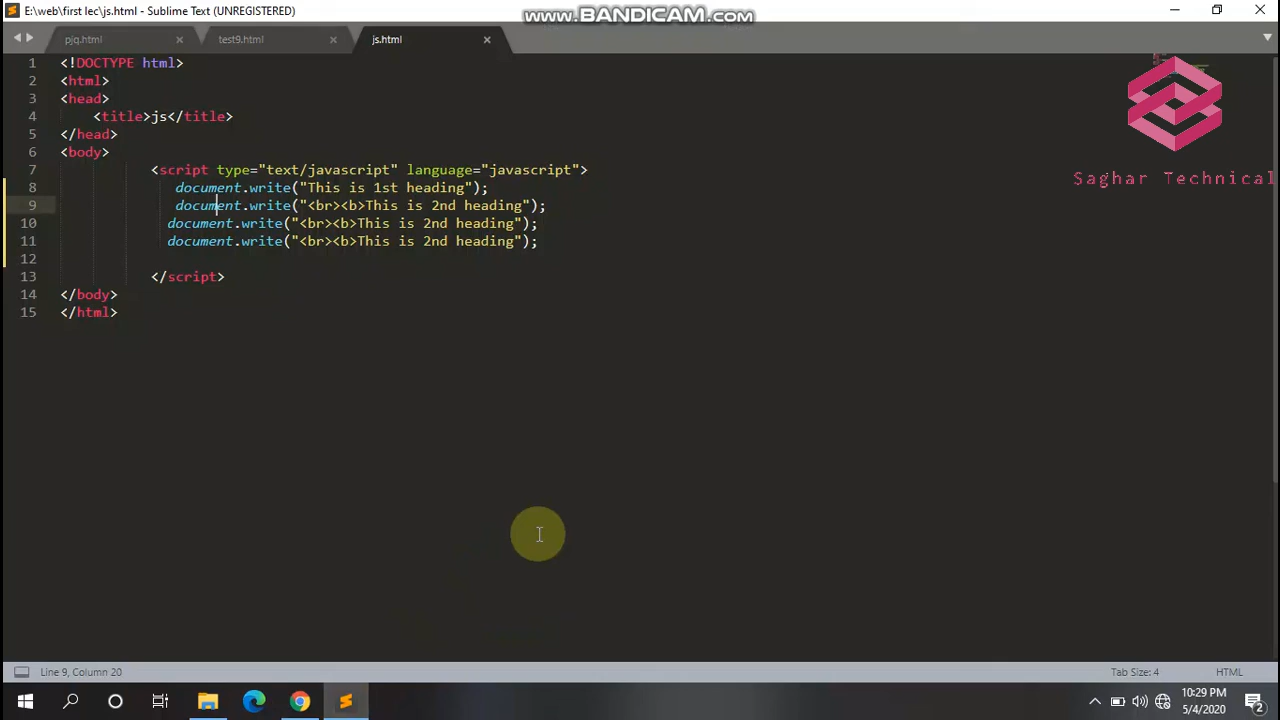 E:\web\first lec\js.html - Sublime Text (UNREGISTERED)
www.BANDICAM.com
pjq.html
test9.html
js.html
1 <!DOCTYPE html>
2 <html>
3 <head>
4 <title>js</title>
5 </head>
6 <body>
7 <script type="text/javascript" language="javascript">
8 document.write("This is 1st heading");
9 document.write("<br><b>This is 2nd heading");
10 document.write("<br><b>This is 2nd heading");
11 document.write("<br><b>This is 2nd heading");
12
13 </script>
14 </body>
15 </html>
$aghar Technical
Line 9, Column 20
Tab Size: 4
HTML
10:29 PM
5/4/2020
2